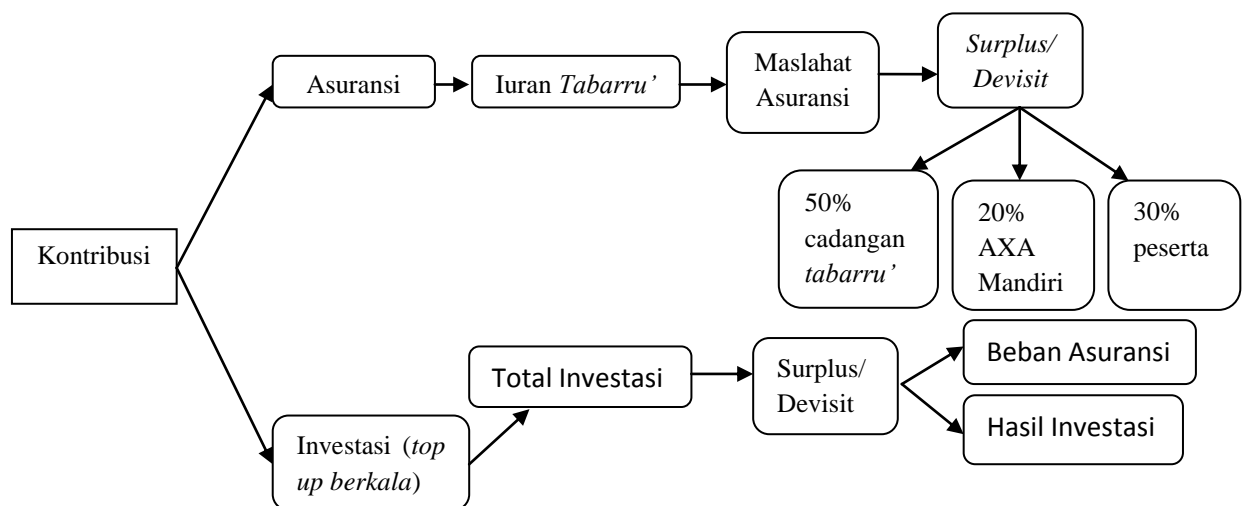 Asuransi
Iuran Tabarru’
Maslahat
Asuransi
Surplus/
Devisit
50%
cadangan
tabarru’
20%
AXA
Mandiri
30%
peserta
Kontribusi
Investasi (top
up berkala)
Total Investasi
Surplus/
Devisit
Beban Asuransi
Hasil Investasi